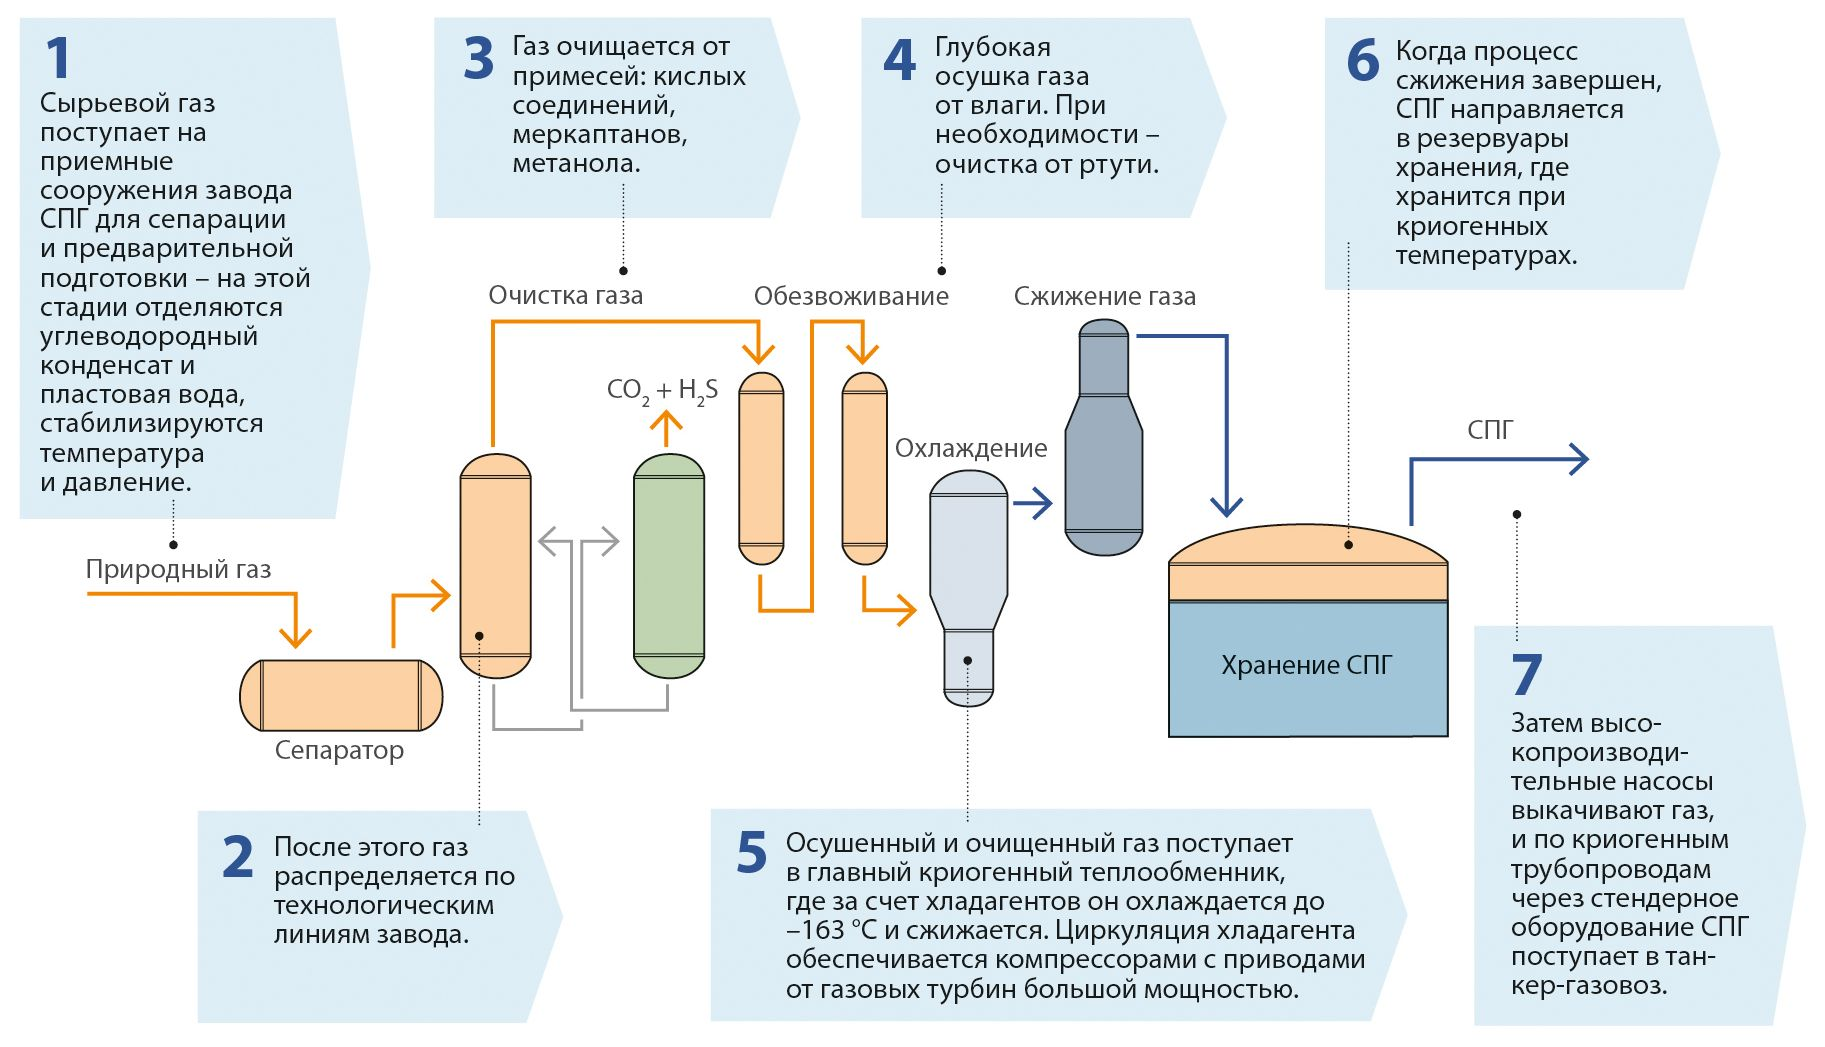 1
Сырьевой газ
поступает на
приемные
сооружения завода
СПГ для сепарации
и предварительной
подготовки – на этой
стадии отделяются
углеводородный
конденсат и
пластовая вода,
стабилизируются
температура
и давление.
3
Газ очищается от
примесей: кислых
соединений,
меркаптанов,
метанола.
4
Глубокая
осушка газа
от влаги. При
необходимости –
очистка от ртути.
6
Когда процесс
сжижения завершен,
СПГ направляется
в резервуары
хранения, где
хранится при
криогенных
температурах.
Очистка газа
Обезвоживание
Сжижение газа
CO₂ + H₂S
Охлаждение
СПГ
Природный газ
Сепаратор
Хранение СПГ
2
После этого газ
распределяется по
технологическим
линиям завода.
5
Осушенный и очищенный газ поступает
в главный криогенный теплообменник,
где за счет хладагентов он охлаждается до
–163 °С и сжижается. Циркуляция хладагента
обеспечивается компрессорами с приводами
от газовых турбин большой мощностью.
7
Затем высо-
копроизводи-
тельные насосы
выкачивают газ,
и по криогенным
трубопроводам
через стендерное
оборудование СПГ
поступает в тан-
кер-газовоз.